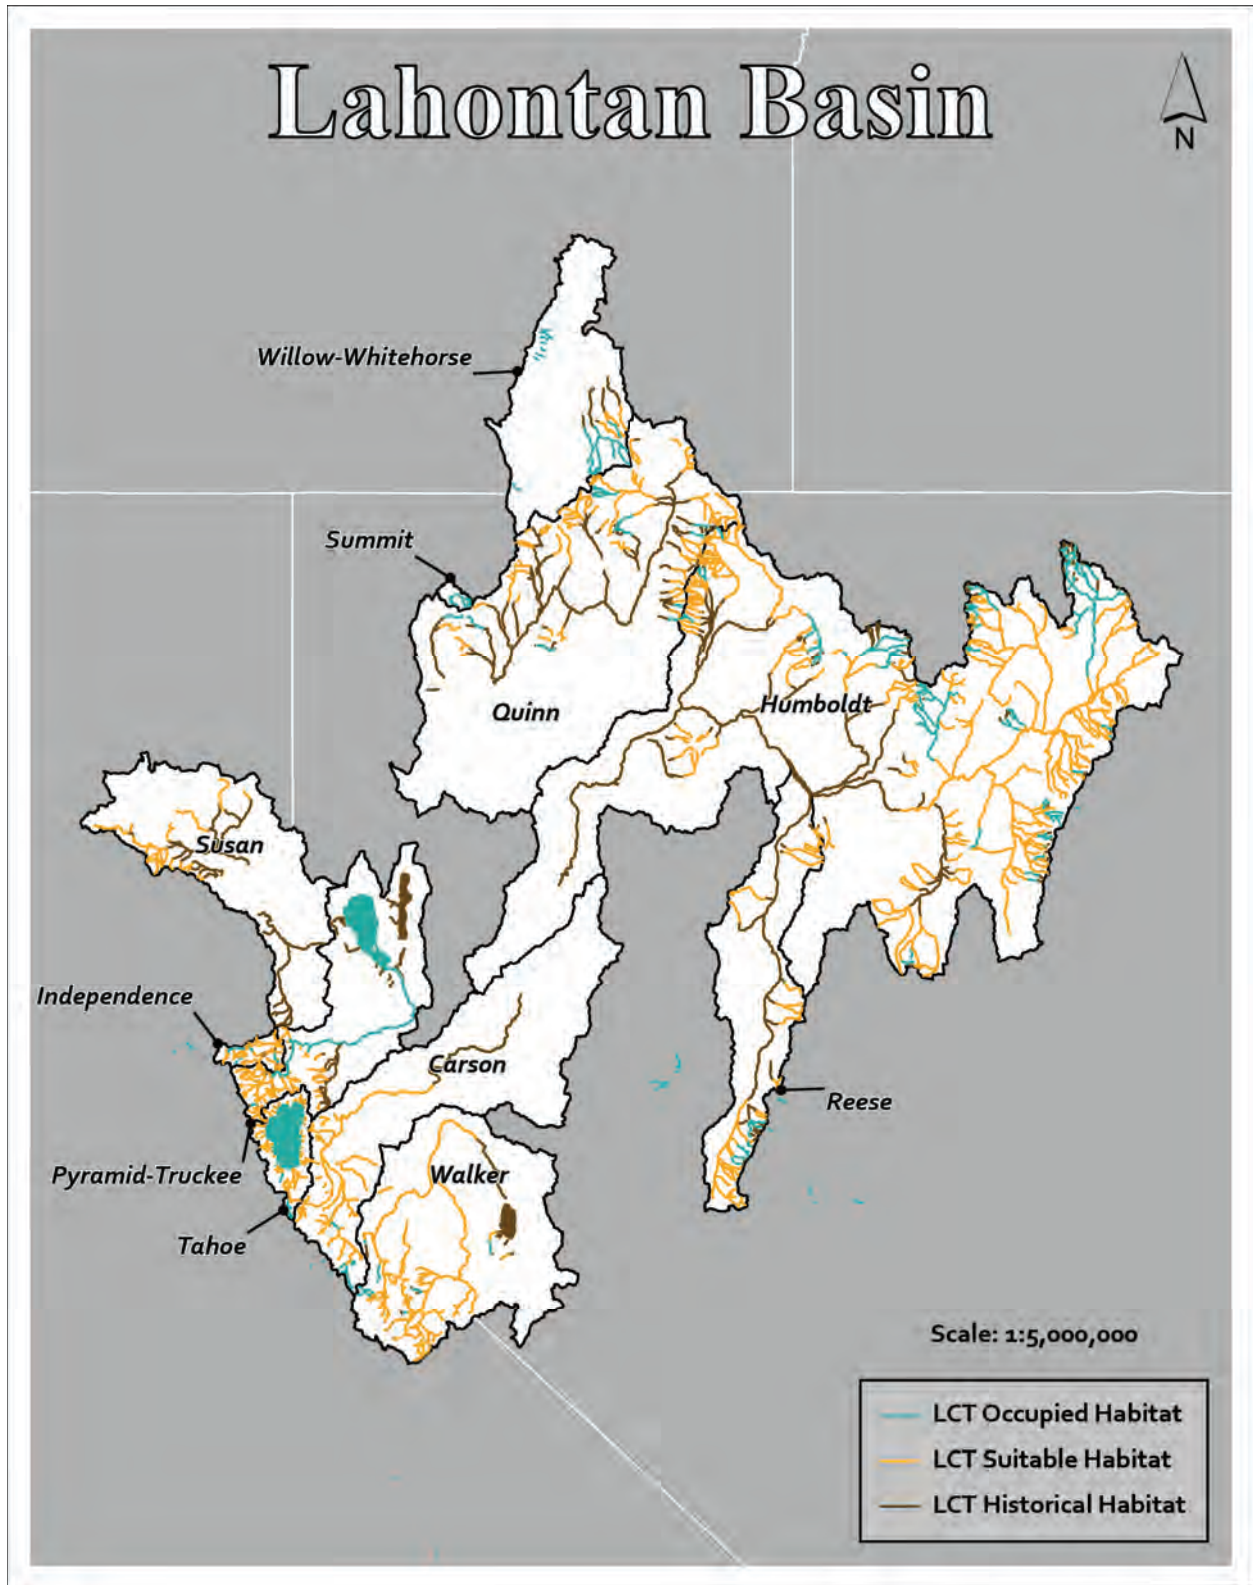 Lahontan Basin
N
Willow-Whitehorse
Summit
Quinn
Humboldt
Susan
Independence
Carson
Reese
Pyramid-Truckee
Walker
Tahoe
Scale: 1:5,000,000
LCT Occupied Habitat
LCT Suitable Habitat
LCT Historical Habitat